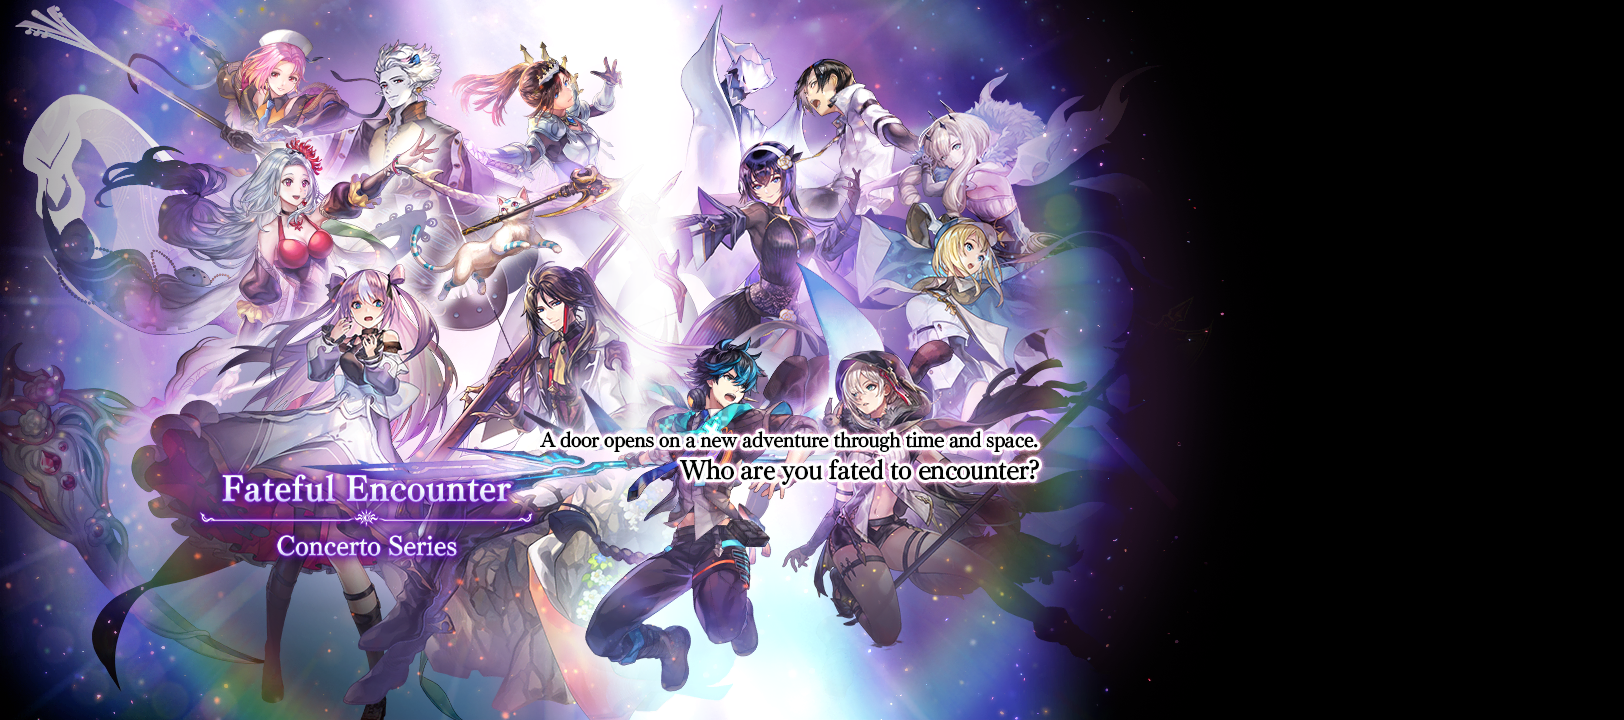 A door opens on a new adventure through time and space.
Who are you fated to encounter?
Fateful Encounter
Concerto Series